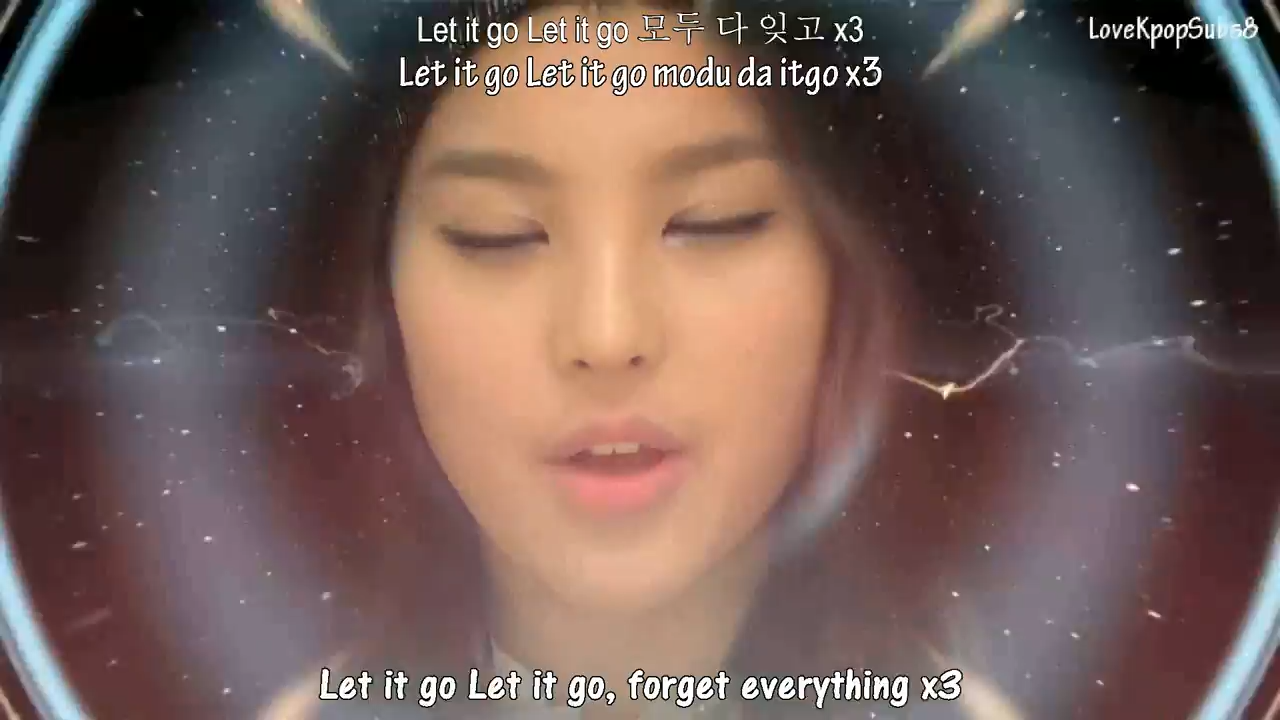 Let it go Let it go 모두 다 잊고 x3
LoveKpopSubs8
Let it go Let it go modu da itgo x3
Let it go Let it go, forget everything x3